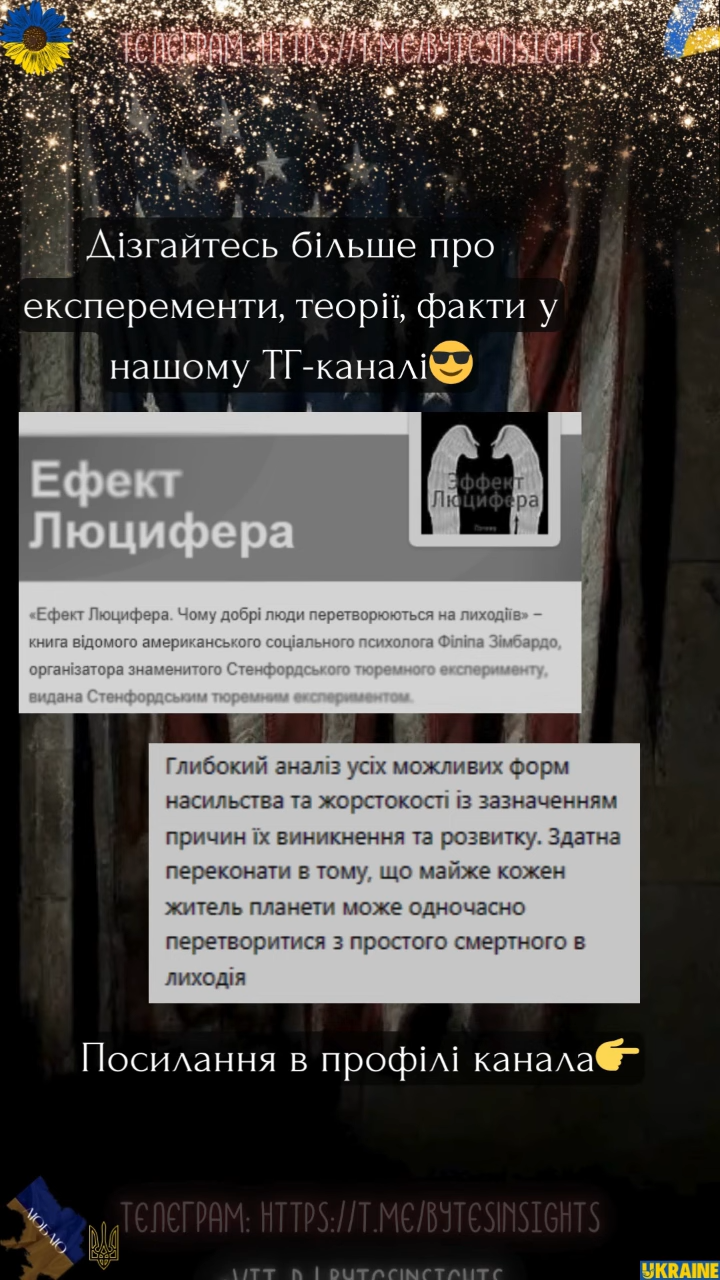 ТЕЛЕГРАМ: HTTPS://T.ME/BYTESINSIGHTS
Дізгайтесь більше про
експеременти, теорії, факти у
нашому ТГ-каналі😎
Ефект
Люцифера
Эффект
Люцифера
«Ефект Люцифера. Чому добрі люди перетворюються на лиходіїв» –
книга відомого американського соціального психолога Філіпа Зімбардо,
організатора знаменитого Стенфордського тюремного експерименту,
видана Стенфордським тюремним експериментом.
Глибокий аналіз усіх можливих форм
насильства та жорстокості із зазначенням
причин їх виникнення та розвитку. Здатна
переконати в тому, що майже кожен
житель планети може одночасно
перетворитися з простого смертного в
лиходія
Посилання в профілі канала👉
ТЕЛЕГРАМ: HTTPS://T.ME/BYTESINSIGHTS
UKRAINE